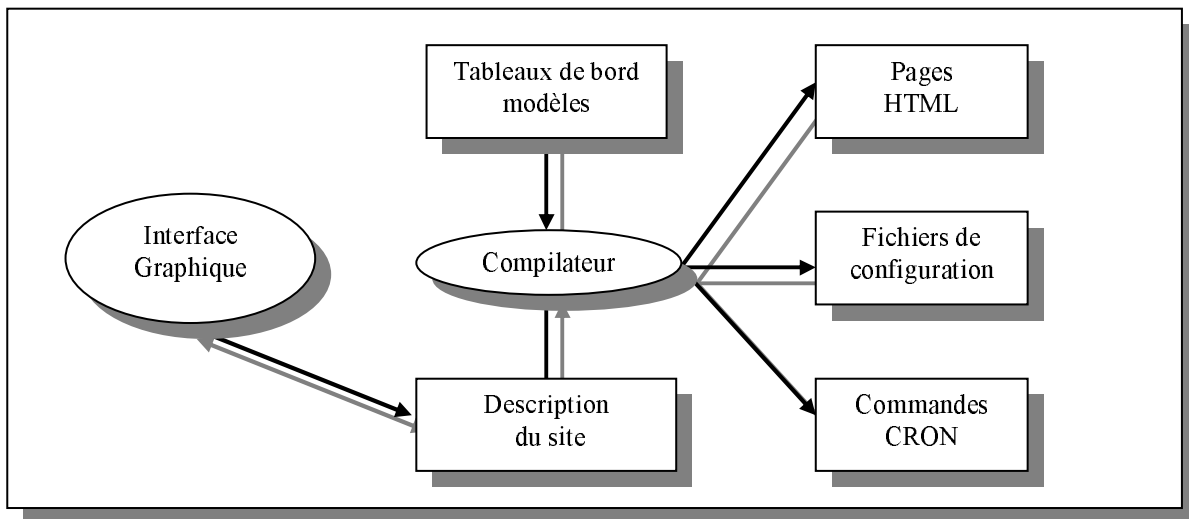 Tableaux de bord
modèles
Pages
HTML
Interface
Graphique
Compilateur
Fichiers de
configuration
Description
du site
Commandes
CRON